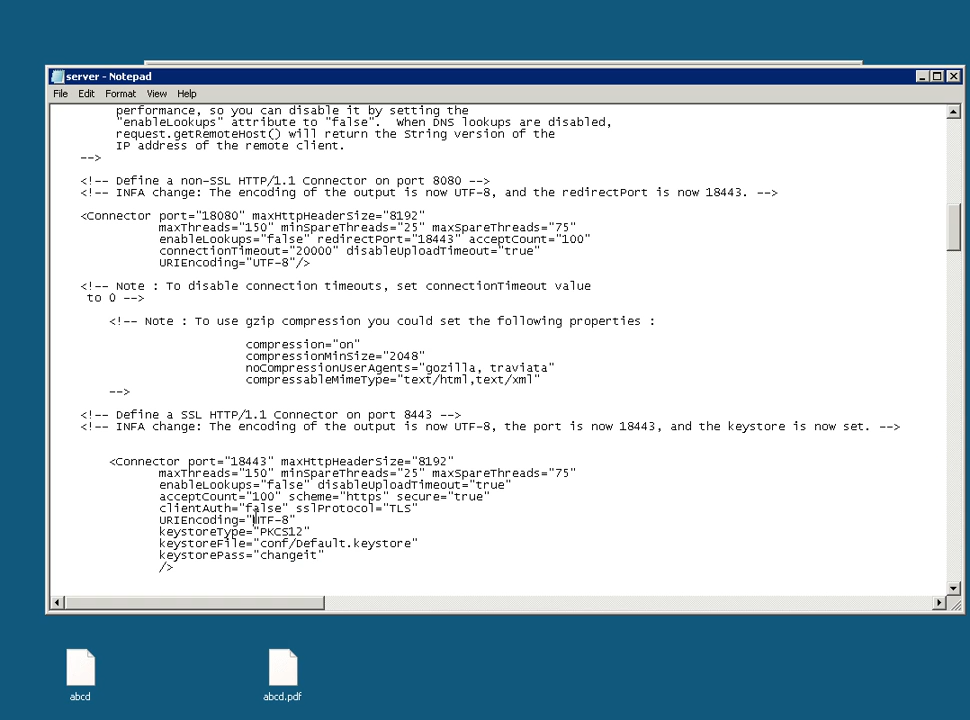 server - Notepad
File Edit Format View Help
performance, so you can disable it by setting the
"enableLookups" attribute to "false".  When DNS lookups are disabled,
request.getRemoteHost() will return the String version of the
IP address of the remote client.
-->
<!-- Define a non-SSL HTTP/1.1 Connector on port 8080 -->
<!-- INFA change: The encoding of the output is now UTF-8, and the redirectPort is now 18443. -->
<Connector port="18080" maxHttpHeaderSize="8192"
maxThreads="150" minSpareThreads="25" maxSpareThreads="75"
enableLookups="false" redirectPort="18443" acceptCount="100"
connectionTimeout="20000" disableUploadTimeout="true"
URIEncoding="UTF-8"/>
<!-- Note : To disable connection timeouts, set connectionTimeout value
to 0 -->
<!-- Note : To use gzip compression you could set the following properties :
compression="on"
compressionMinSize="2048"
noCompressionUserAgents="gozilla, traviata"
compressableMimeType="text/html,text/xml"
-->
<!-- Define a SSL HTTP/1.1 Connector on port 8443 -->
<!-- INFA change: The encoding of the output is now UTF-8, the port is now 18443, and the keystore is now set. -->
<Connector port="18443" maxHttpHeaderSize="8192"
maxThreads="150" minSpareThreads="25" maxSpareThreads="75"
enableLookups="false" disableUploadTimeout="true"
acceptCount="100" scheme="https" secure="true"
clientAuth="false" sslProtocol="TLS"
URIEncoding="UTF-8"
keystoreType="PKCS12"
keystoreFile="conf/Default.keystore"
keystorePass="changeit"
/>
abcd
abcd.pdf